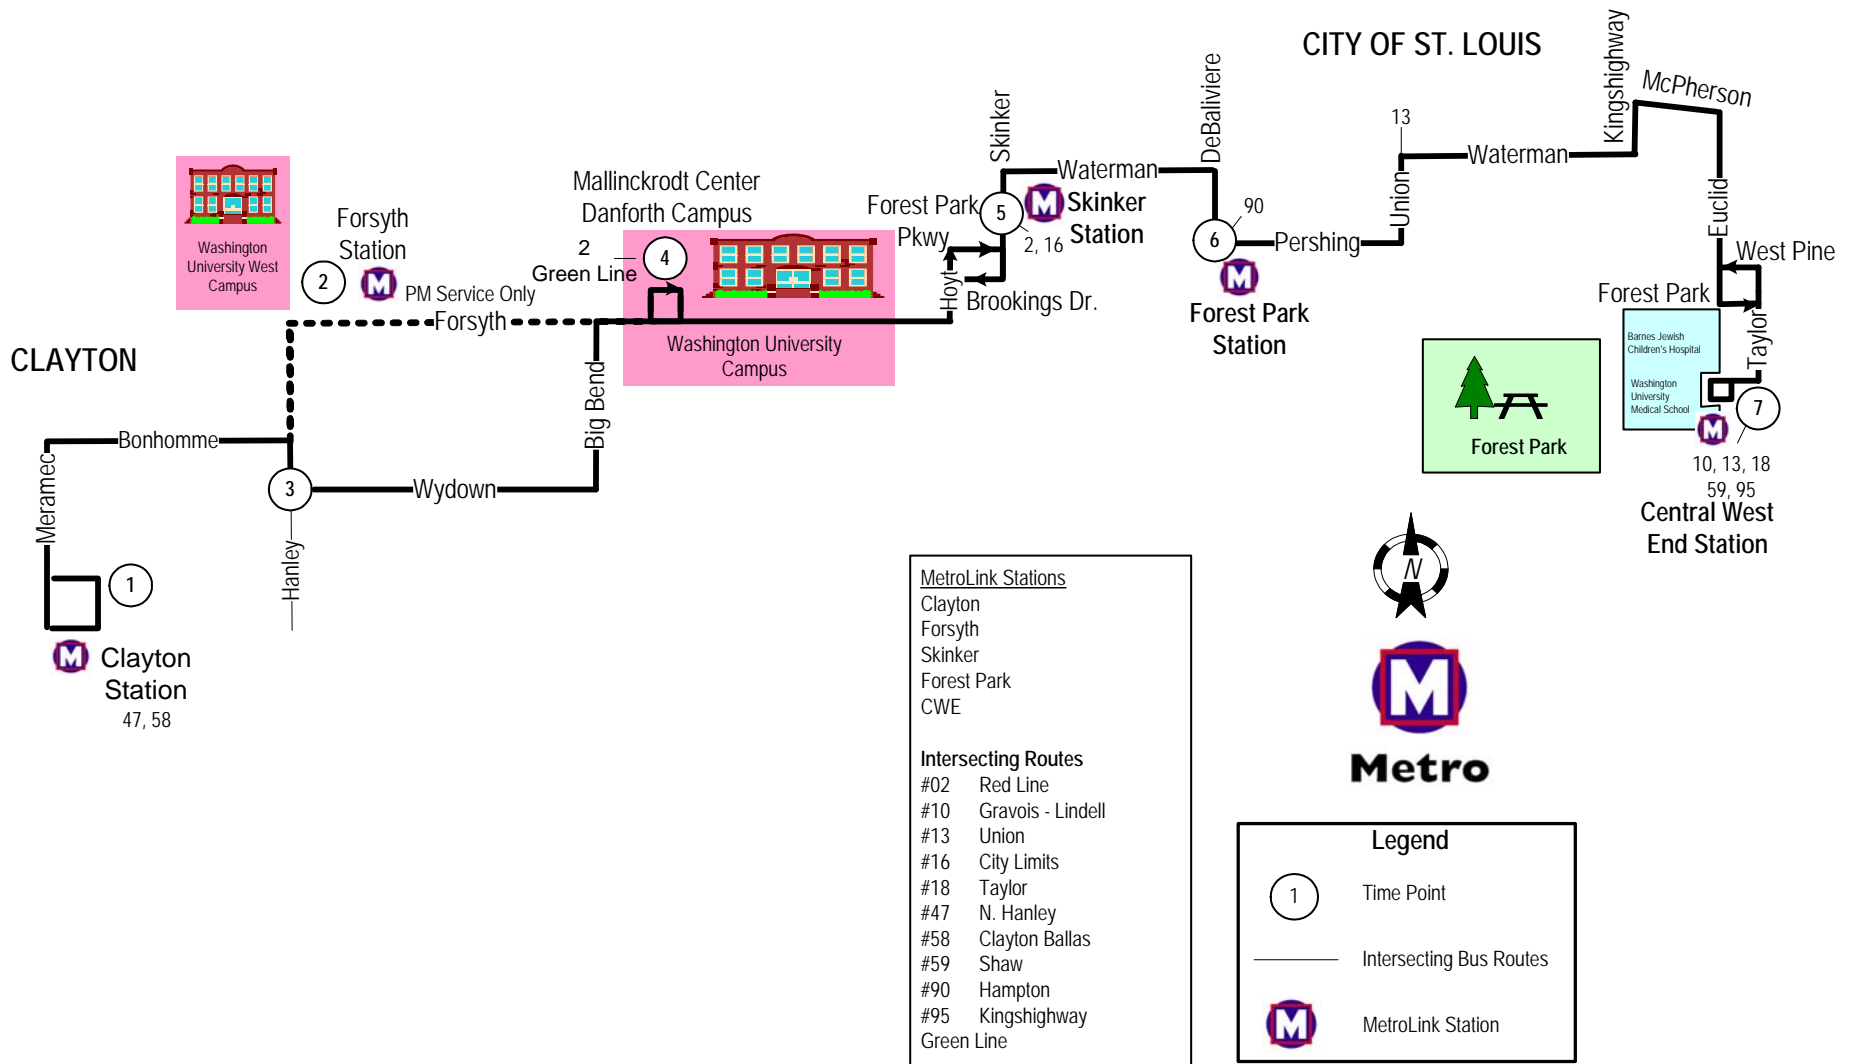 CITY OF ST. LOUIS
CLAYTON
Washington
University West
Campus
Forsyth
Station
2
M
PM Service Only
Forsyth
Mallinckrodt Center
Danforth Campus
2
Green Line
4
Washington University
Campus
Bonhomme
Meramec
1
M
Clayton
Station
47, 58
3
Hanley
Wydown
Big Bend
Forest Park
Pkwy
Hoyt
Brookings Dr.
Skinker
5
2, 16
M
Skinker
Station
Waterman
DeBaliviere
6
90
M
Forest Park
Station
Pershing
Union
13
Waterman
Kingshighway
McPherson
Euclid
West Pine
Forest Park
Taylor
Barnes Jewish
Children's Hospital
Washington
University
Medical School
7
M
10, 13, 18
59, 95
Central West
End Station
Forest Park
N
M
Metro
MetroLink Stations
Clayton
Forsyth
Skinker
Forest Park
CWE
Intersecting Routes
#02 Red Line
#10 Gravois - Lindell
#13 Union
#16 City Limits
#18 Taylor
#47 N. Hanley
#58 Clayton Ballas
#59 Shaw
#90 Hampton
#95 Kingshighway
Green Line
Legend
1 Time Point
Intersecting Bus Routes
M MetroLink Station